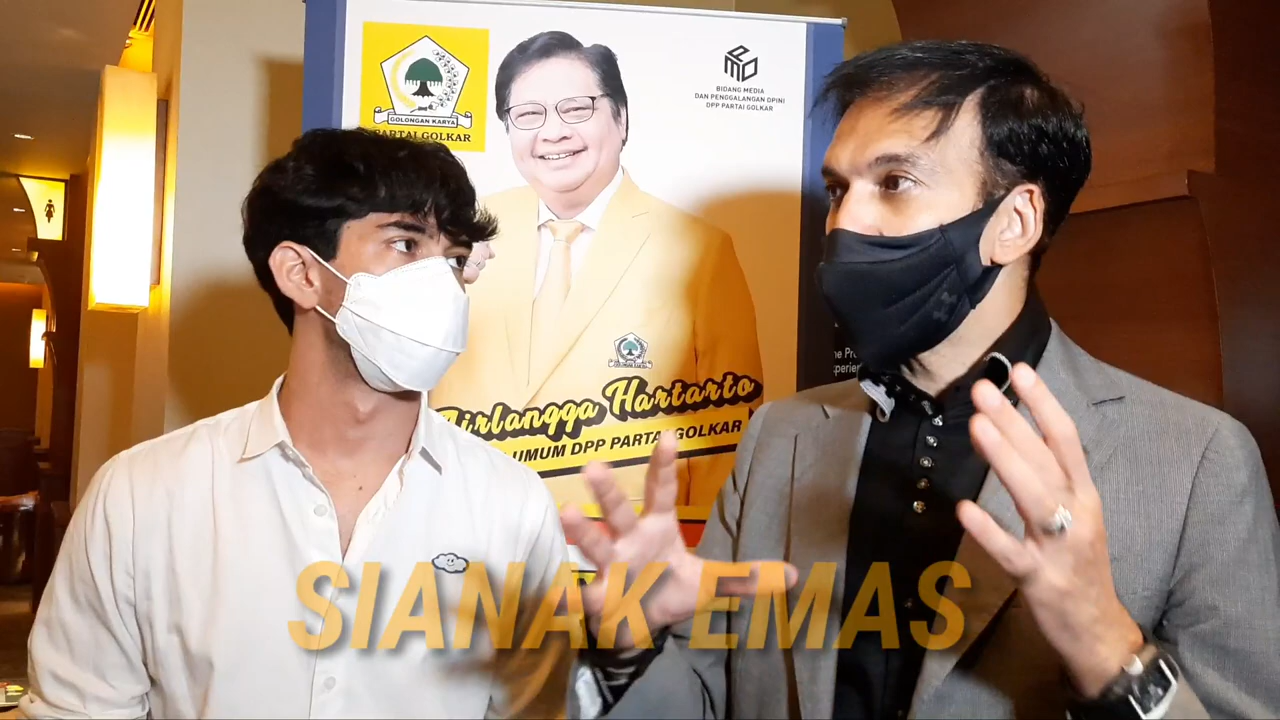 GOLONGAN KARYA
PARTAI GOLKAR
BIDANG MEDIA
DAN PENGGALANGAN OPINI
DPP PARTAI GOLKAR
Airlangga Hartarto
UMUM DPP PARTAI GOLKAR
SIANAK EMAS